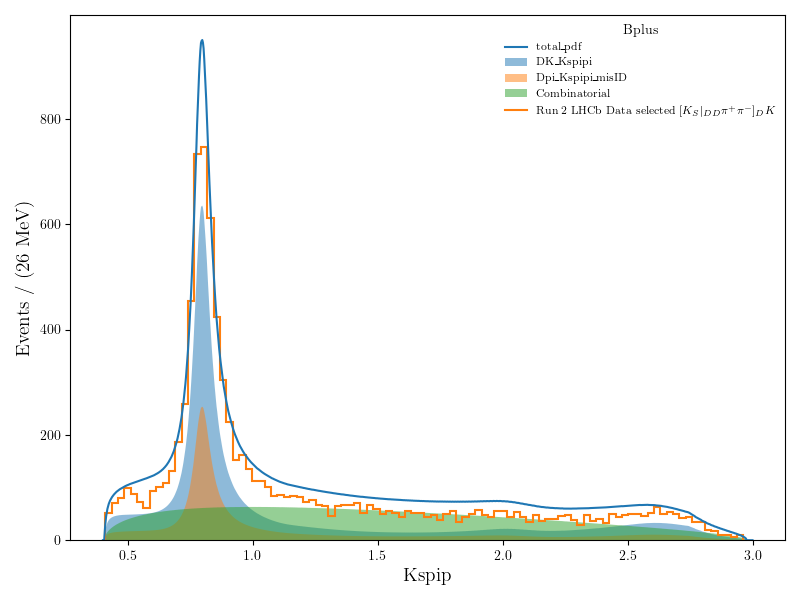 Bplus
total_pdf
DK_Kspipi
Dpi_Kspipi_misID
Combinatorial
Run 2 LHCb Data selected [K_S|_{DD}π⁺π⁻]_D K
800
600
400
200
0
Events / (26 MeV)
0.5 1.0 1.5 2.0 2.5 3.0
Kspip